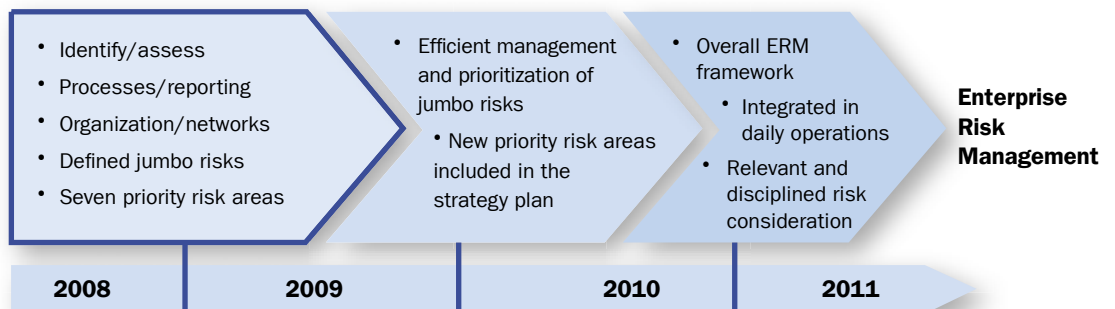 • Identify/assess
• Processes/reporting
• Organization/networks
• Defined jumbo risks
• Seven priority risk areas
• Efficient management
and prioritization of
jumbo risks
• New priority risk areas
included in the
strategy plan
• Overall ERM
framework
• Integrated in
daily operations
• Relevant and
disciplined risk
consideration
Enterprise
Risk
Management
2008 2009 2010 2011